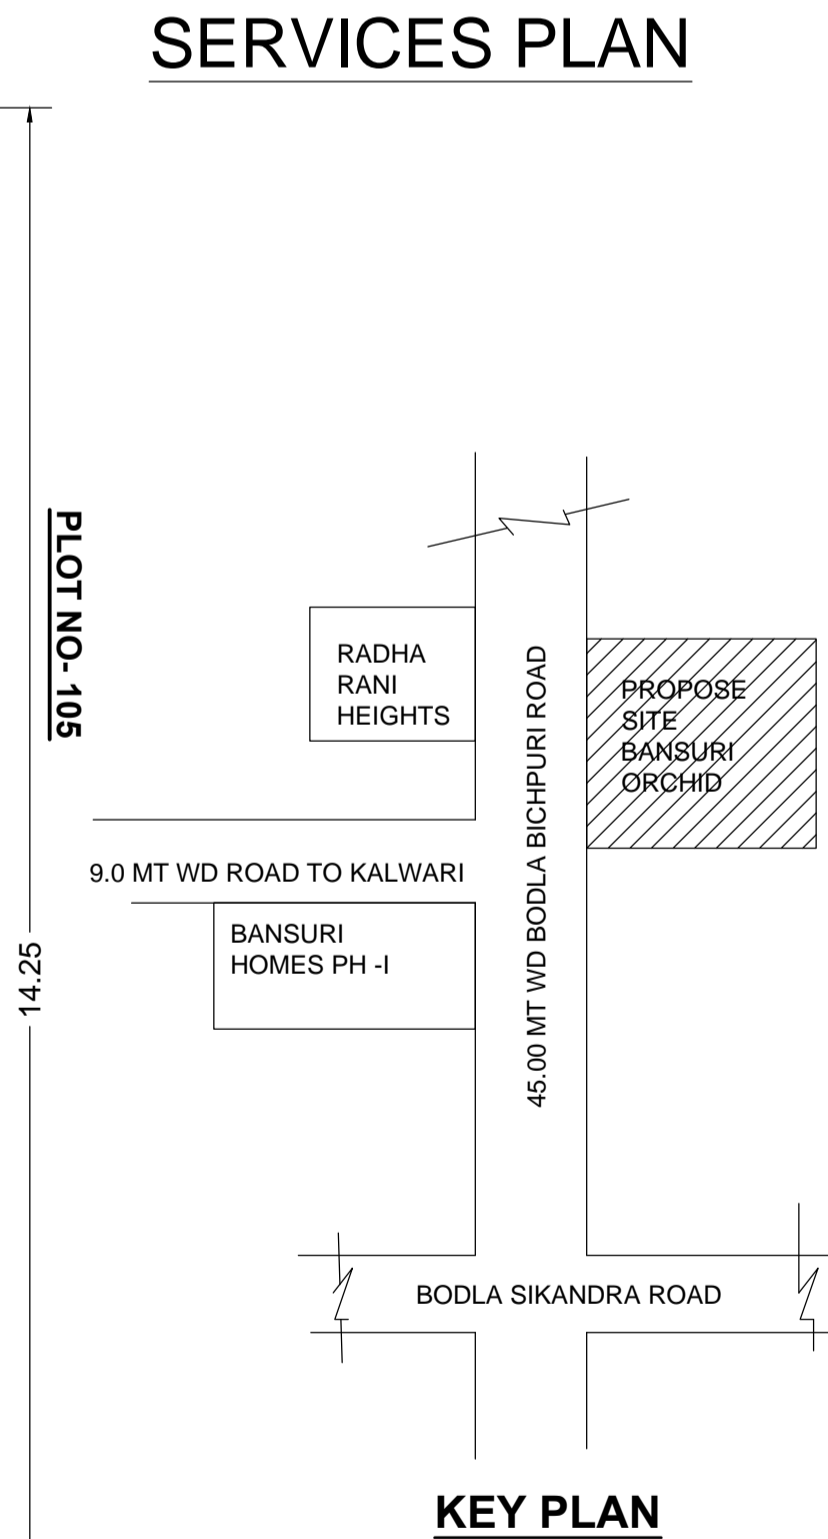 SERVICES PLAN
PLOT NO- 105
14.25
RADHA
RANI
HEIGHTS
PROPOSE
SITE
BANSURI
ORCHID
45.00 MT WD BODLA BICHPURI ROAD
9.0 MT WD ROAD TO KALWARI
BANSURI
HOMES PH -I
BODLA SIKANDRA ROAD
KEY PLAN